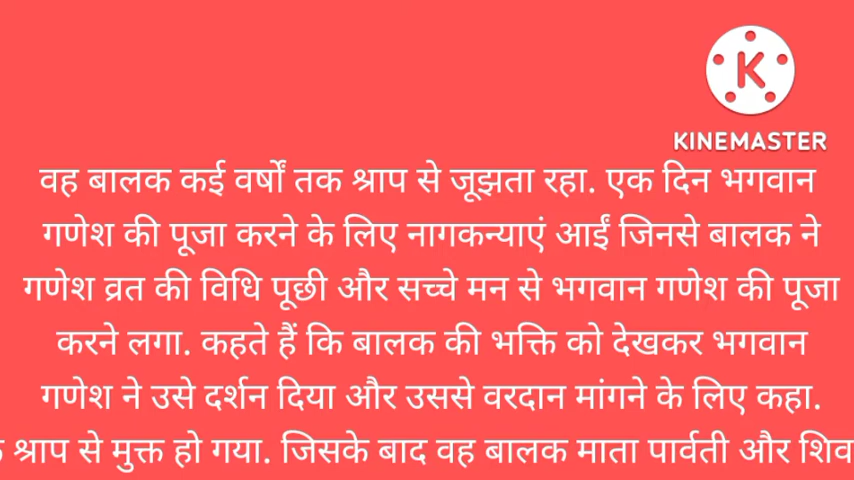 KINEMASTER
वह बालक कई वर्षों तक श्राप से जूझता रहा. एक दिन भगवान
गणेश की पूजा करने के लिए नागकन्याएं आईं जिनसे बालक ने
गणेश व्रत की विधि पूछी और सच्चे मन से भगवान गणेश की पूजा
करने लगा. कहते हैं कि बालक की भक्ति को देखकर भगवान
गणेश ने उसे दर्शन दिया और उससे वरदान मांगने के लिए कहा.
श्राप से मुक्त हो गया. जिसके बाद वह बालक माता पार्वती और शिव